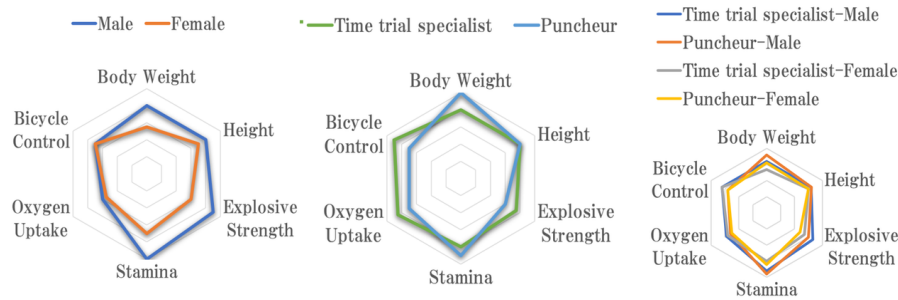 Male
Female
Body Weight
Height
Explosive
Strength
Stamina
Oxygen
Uptake
Bicycle
Control
Time trial specialist
Puncheur
Body Weight
Height
Explosive
Strength
Stamina
Oxygen
Uptake
Bicycle
Control
Time trial specialist-Male
Puncheur-Male
Time trial specialist-Female
Puncheur-Female
Body Weight
Height
Explosive
Strength
Stamina
Oxygen
Uptake
Bicycle
Control